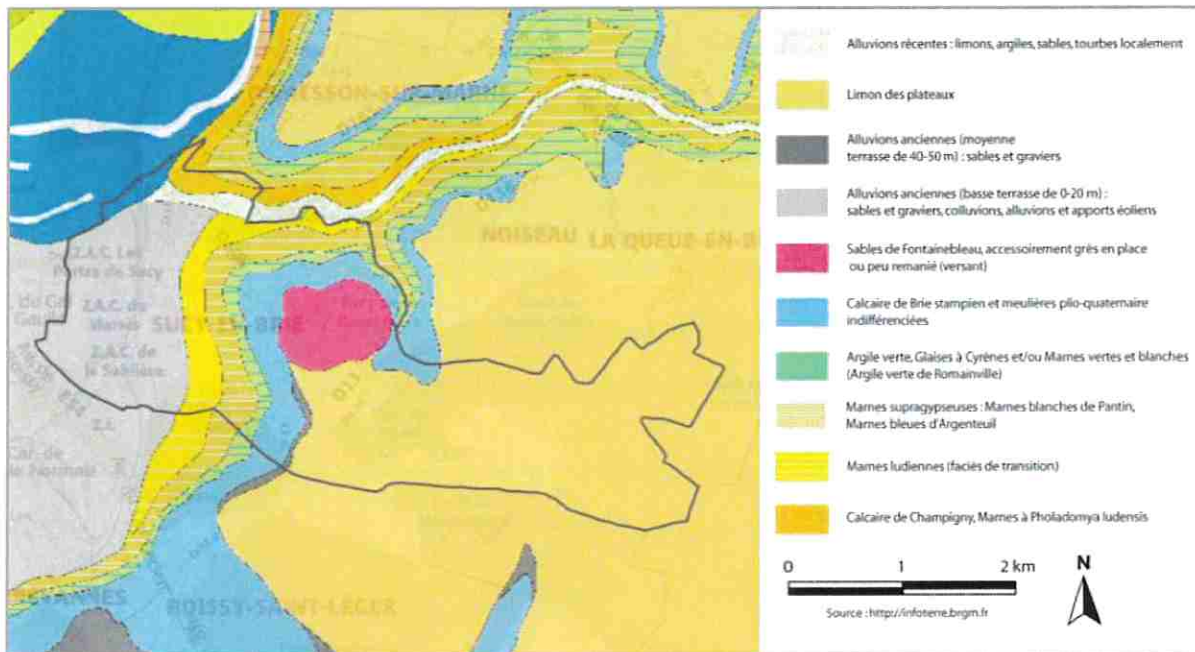 ORMESSON-SUR-MARNE
NOISEAU
LA QUEUE-EN-B
Z.A.C. Les
Portes de Sucy
Z.A.C. du
Marais
SUCY-EN-BRIE
Z.A.C. de
la Sablière
D11
Z.I.
BOISSY-SAINT-LÉGER
Alluvions récentes : limons, argiles, sables, tourbes localement
Limon des plateaux
Alluvions anciennes (moyenne
terrasse de 40-50 m) : sables et graviers
Alluvions anciennes (basse terrasse de 0-20 m) :
sables et graviers, colluvions, alluvions et apports éoliens
Sables de Fontainebleau, accessoirement grès en place
ou peu remanié (versant)
Calcaire de Brie stampien et meulières plio-quaternaire
indifférenciées
Argile verte, Glaises à Cyrènes et/ou Marnes vertes et blanches
(Argile verte de Romainville)
Marnes supragypseuses : Marnes blanches de Pantin,
Marnes bleues d'Argenteuil
Marnes ludiennes (faciès de transition)
Calcaire de Champigny, Marnes à Pholadomya ludensis
0 1 2 km
N
Source : http://infoterre.brgm.fr